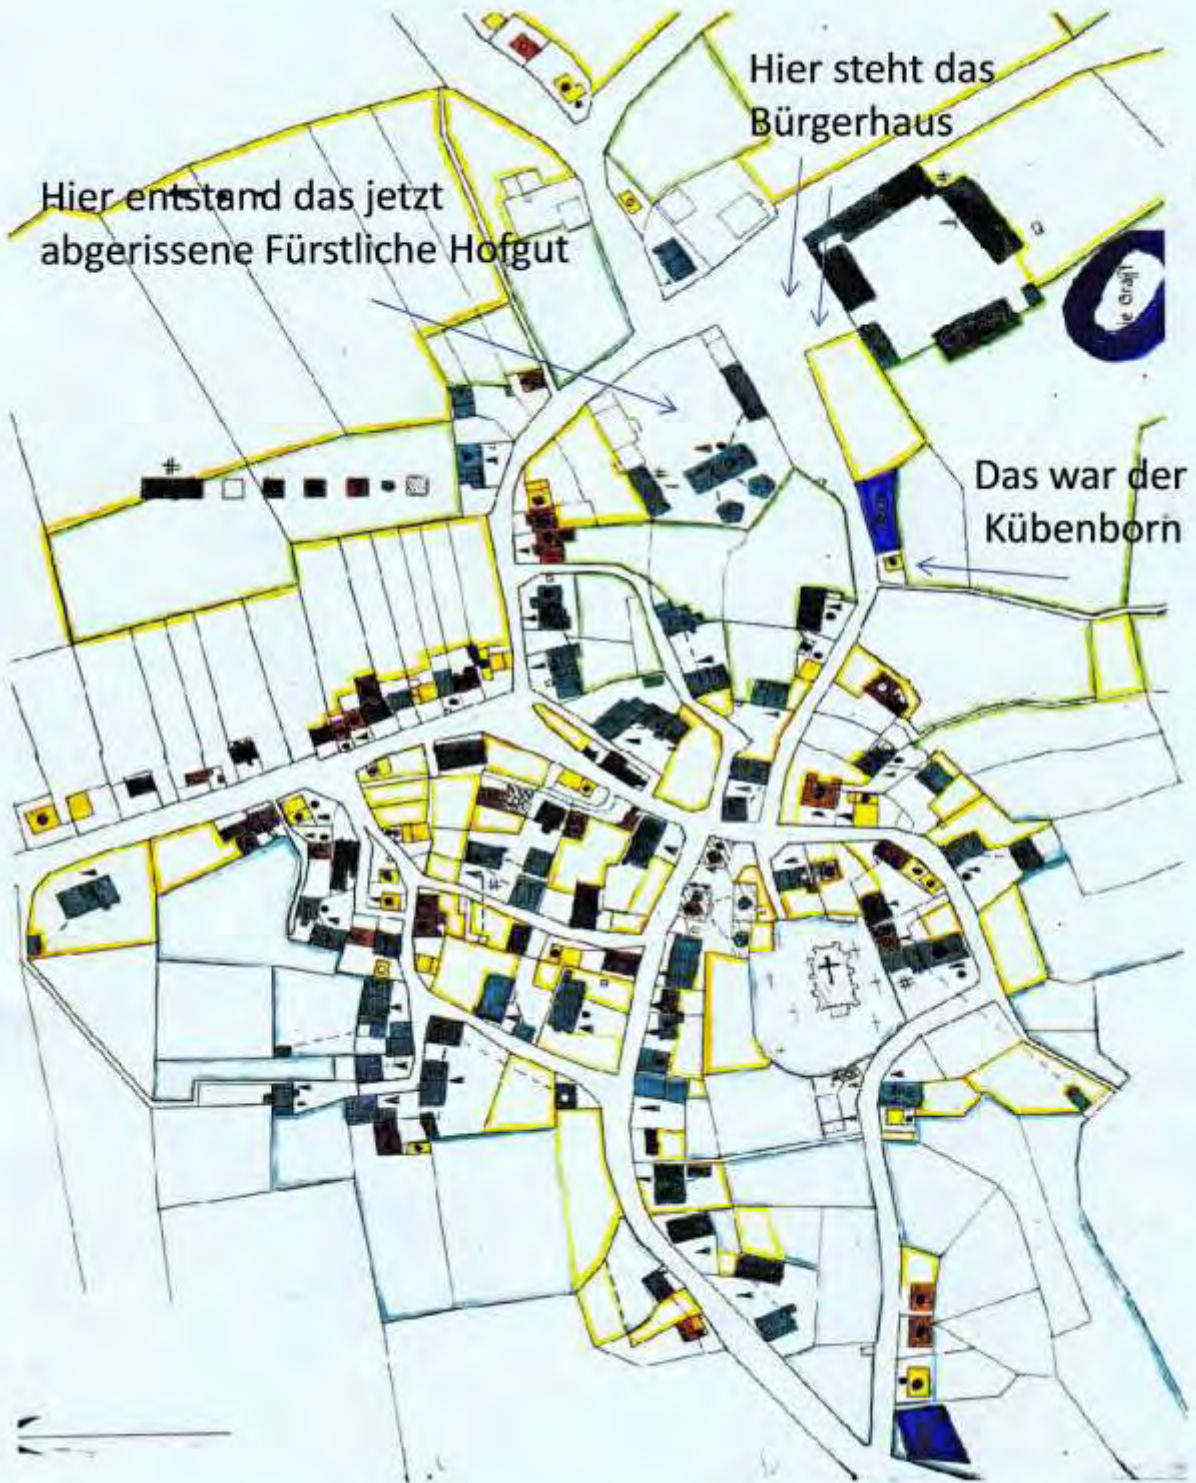 Hier steht das
Bürgerhaus
Hier entstand das jetzt
abgerissene Fürstliche Hofgut
Das war der
Kübenborn